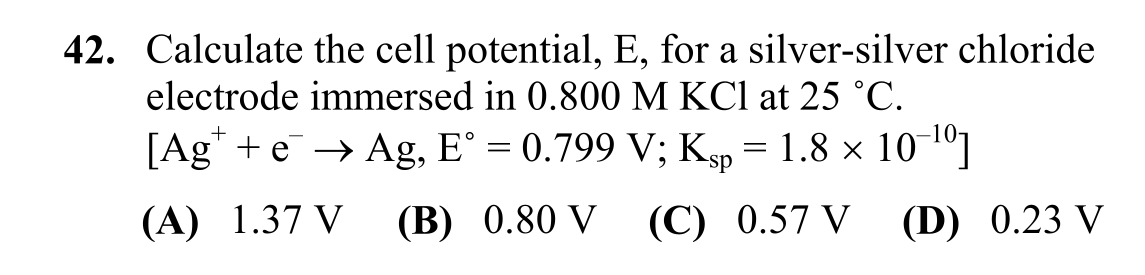 42. Calculate the cell potential, E, for a silver-silver chloride
electrode immersed in 0.800 M KCl at 25 ˚C.
[Ag⁺ + e⁻ → Ag, E˚ = 0.799 V; Kₛₚ = 1.8 × 10⁻¹⁰]
(A) 1.37 V (B) 0.80 V (C) 0.57 V (D) 0.23 V